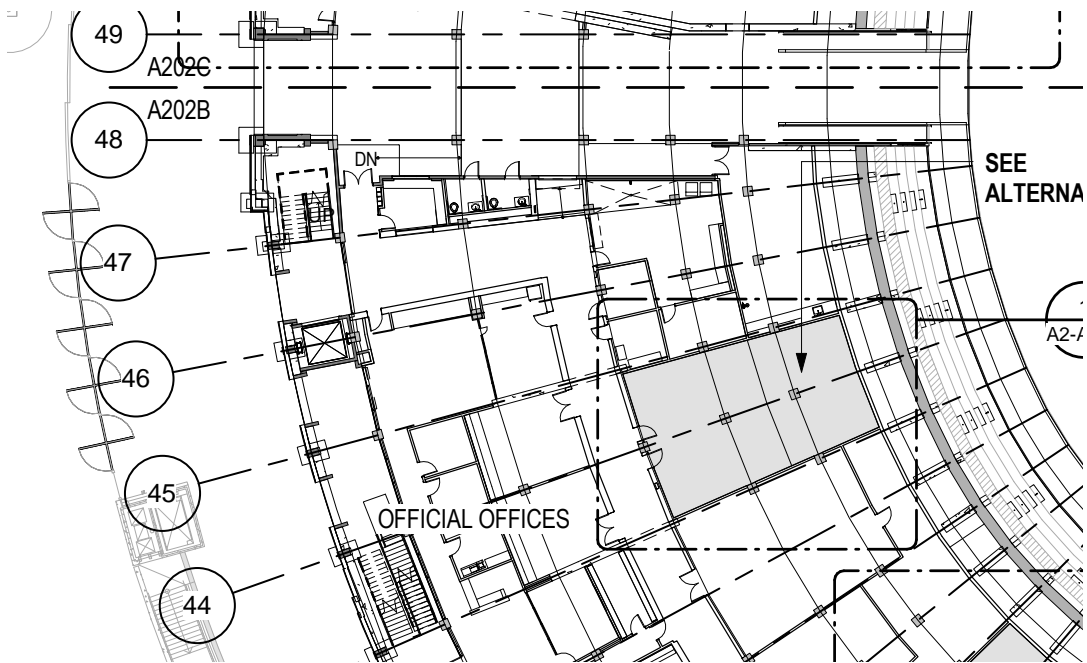 49
A202C
A202B
48
DN
SEE
ALTERNA
UP
47
46
A2-A
45
OFFICIAL OFFICES
44